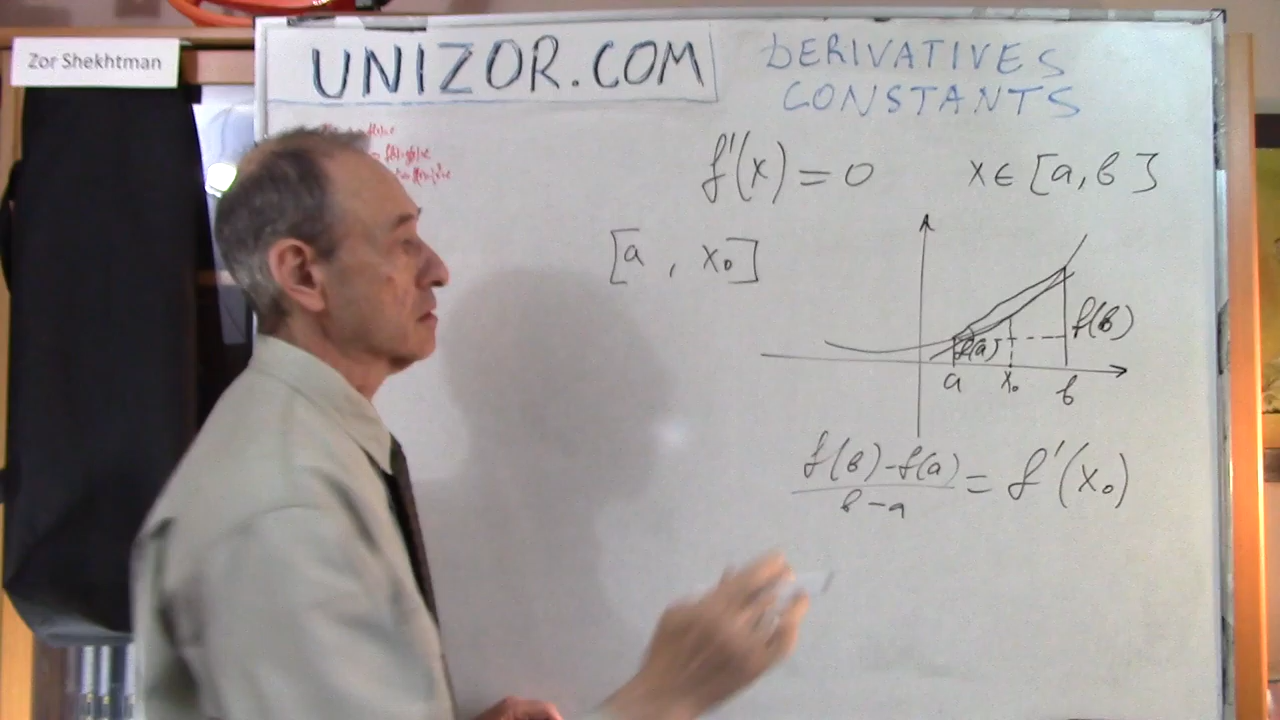 Zor Shekhtman
UNIZOR.COM
DERIVATIVES
CONSTANTS
f'(x) = 0   x ∈ [a, b]
[a, x₀]
f(b)
f(a)
a x₀ b
f(b) - f(a) / b - a = f'(x₀)